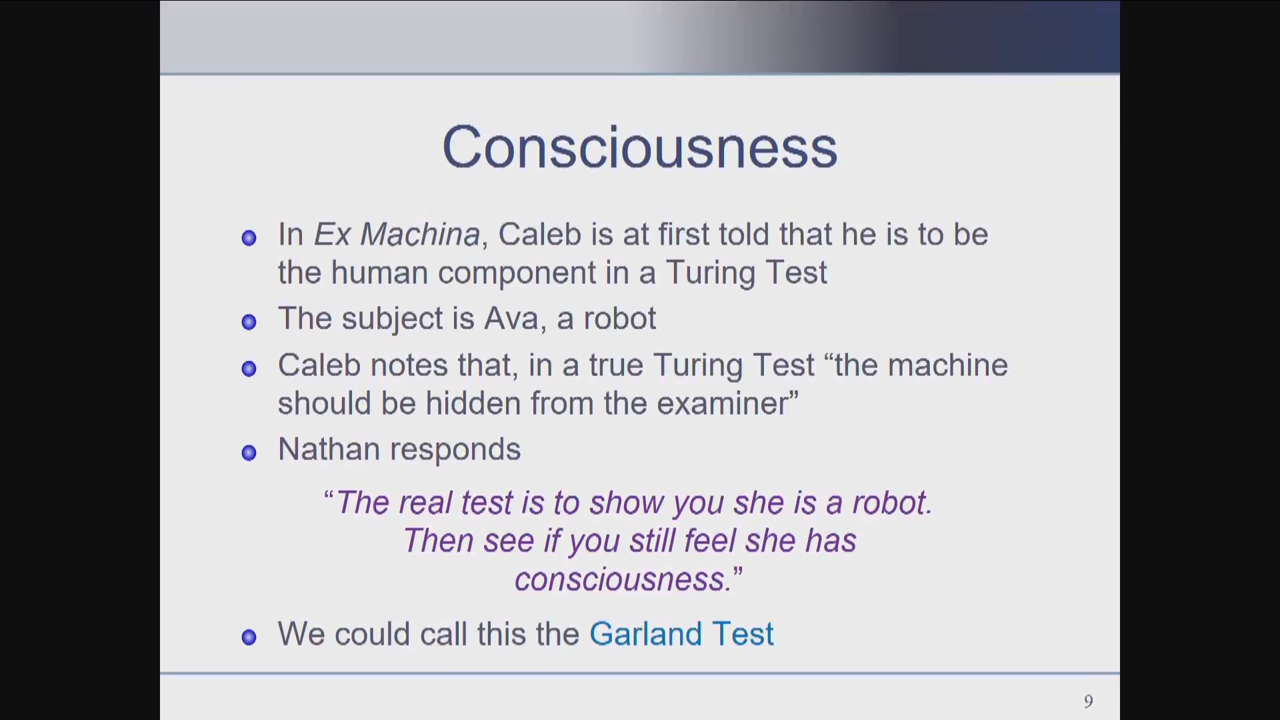 Consciousness
In Ex Machina, Caleb is at first told that he is to be
the human component in a Turing Test
The subject is Ava, a robot
Caleb notes that, in a true Turing Test “the machine
should be hidden from the examiner”
Nathan responds
“The real test is to show you she is a robot.
Then see if you still feel she has
consciousness.”
We could call this the Garland Test
9